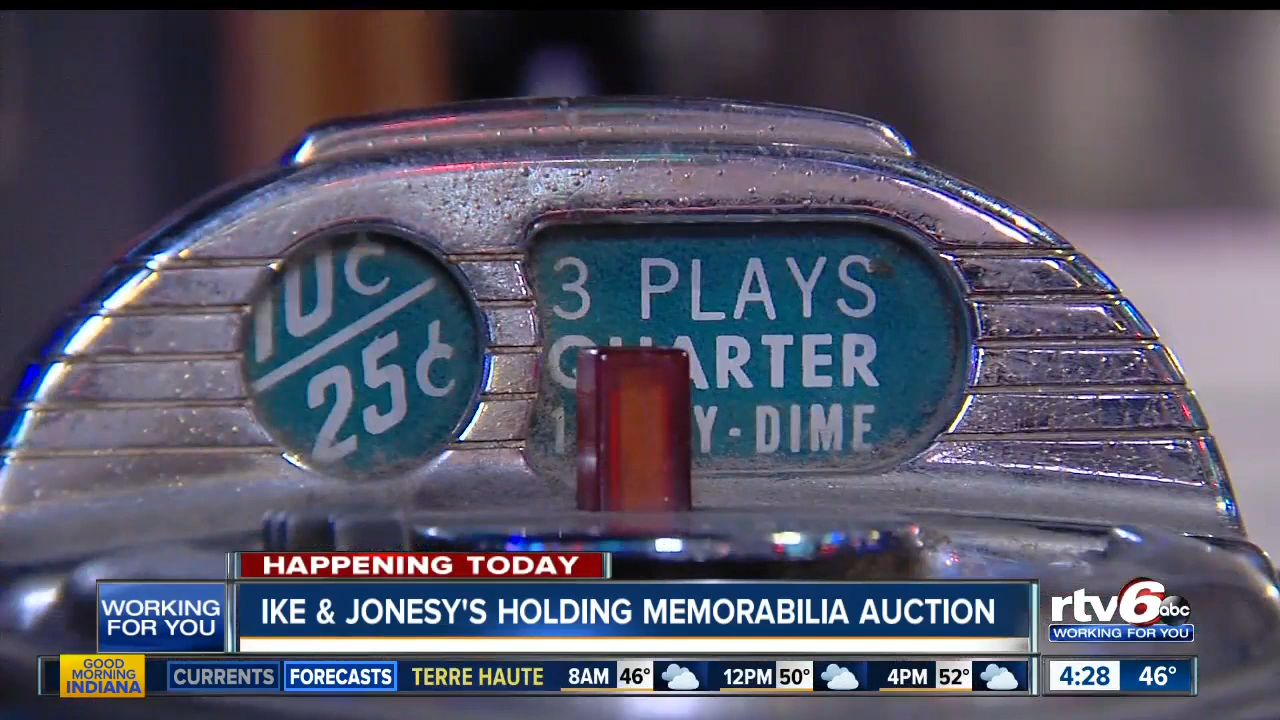 10¢
25¢
3 PLAYS
QUARTER
DIME
HAPPENING TODAY
WORKING
FOR YOU
IKE & JONESY'S HOLDING MEMORABILIA AUCTION
rtv6 abc
WORKING FOR YOU
GOOD
MORNING
INDIANA
CURRENTS FORECASTS TERRE HAUTE 8AM 46° 12PM 50° 4PM 52°
4:28 46°